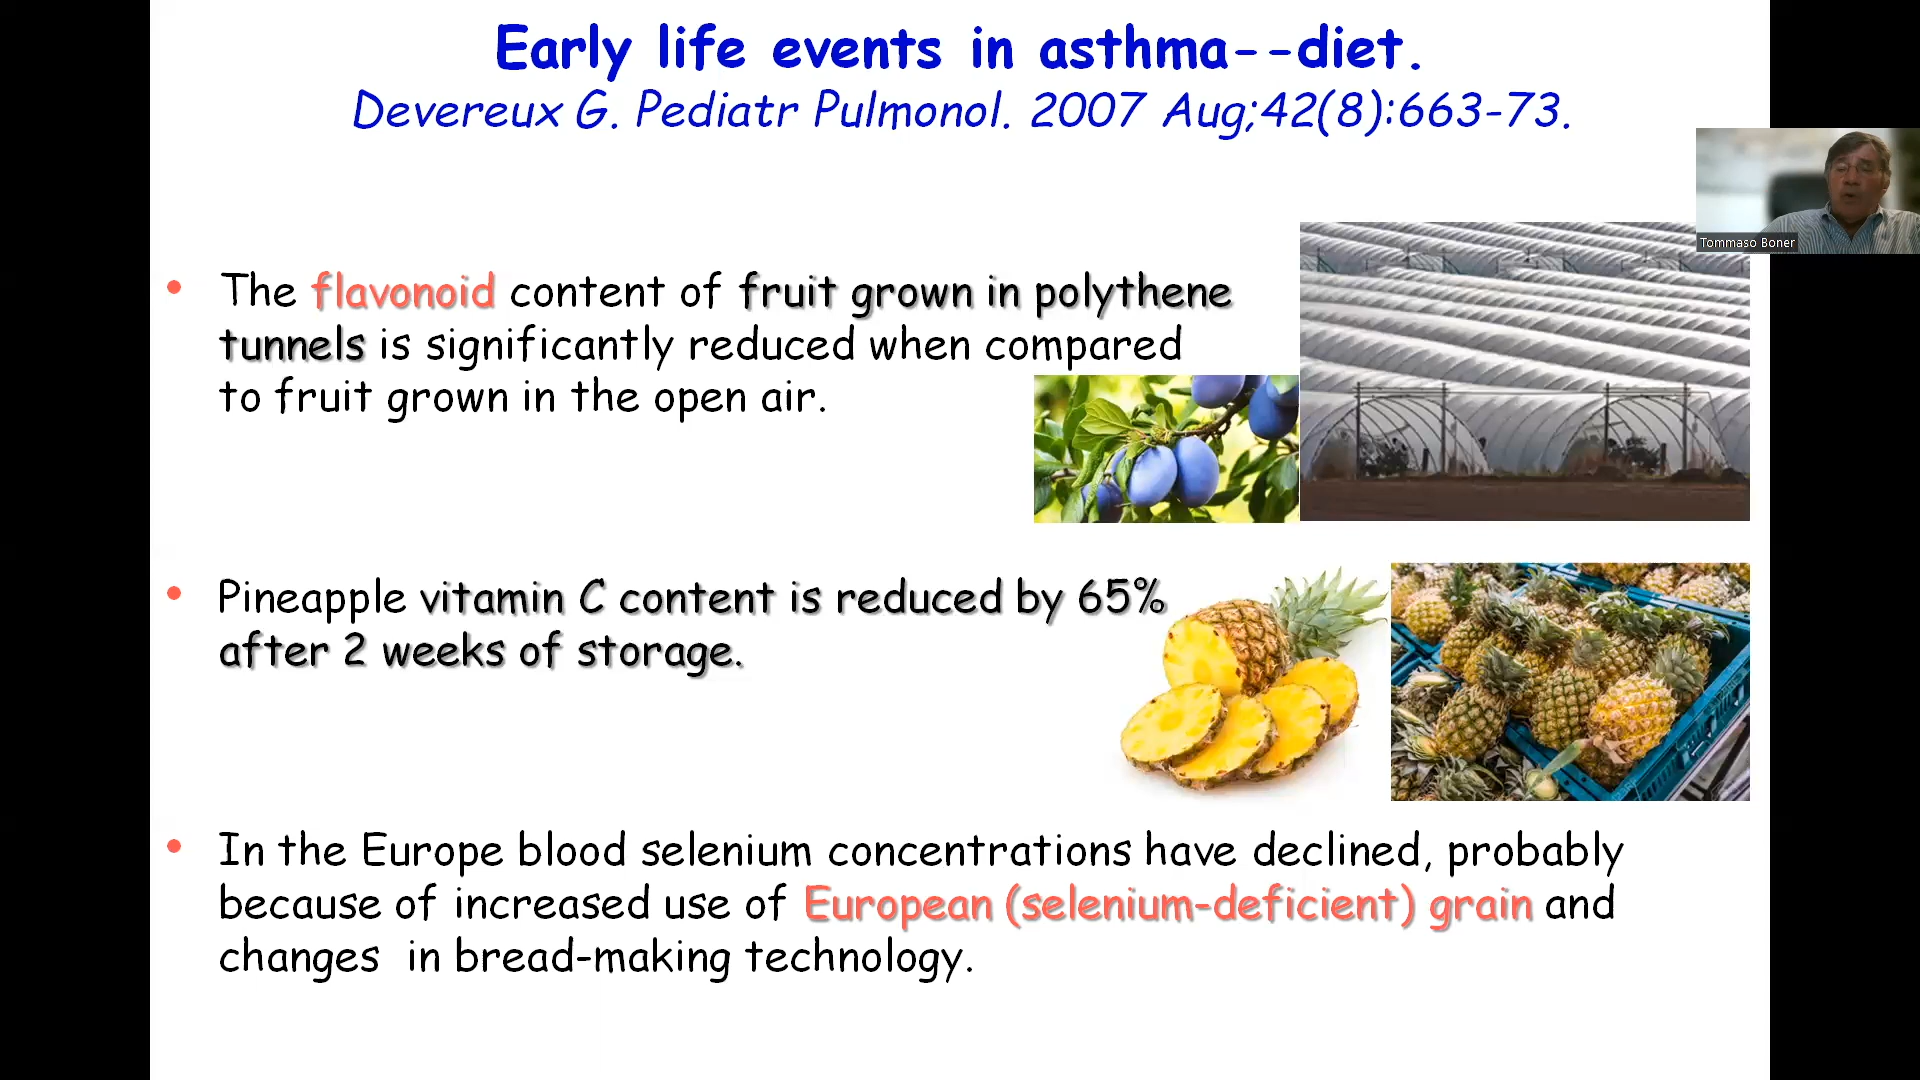 Early life events in asthma--diet.
Devereux G. Pediatr Pulmonol. 2007 Aug;42(8):663-73.
Tommaso Boner
• The flavonoid content of fruit grown in polythene
tunnels is significantly reduced when compared
to fruit grown in the open air.
• Pineapple vitamin C content is reduced by 65%
after 2 weeks of storage.
• In the Europe blood selenium concentrations have declined, probably
because of increased use of European (selenium-deficient) grain and
changes in bread-making technology.